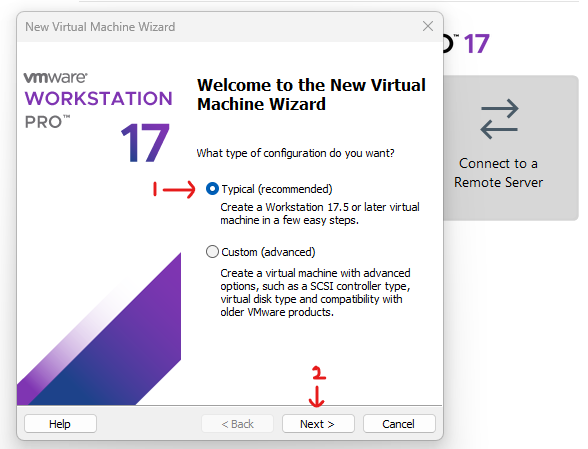 New Virtual Machine Wizard
vmware®
WORKSTATION
PRO™
17
Welcome to the New Virtual
Machine Wizard
What type of configuration do you want?
1
Typical (recommended)
Create a Workstation 17.5 or later virtual
machine in a few easy steps.
Custom (advanced)
Create a virtual machine with advanced
options, such as a SCSI controller type,
virtual disk type and compatibility with
older VMware products.
2
Help
< Back
Next >
Cancel
™ 17
Connect to a
Remote Server